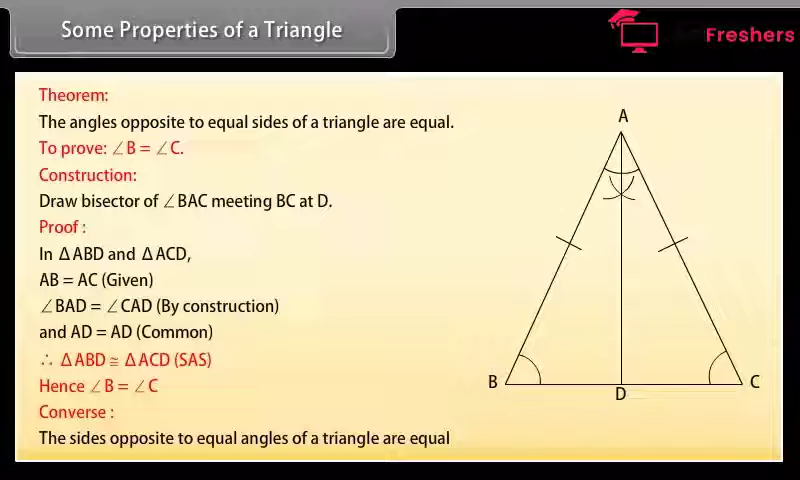 Some Properties of a Triangle
Freshers
Theorem:
The angles opposite to equal sides of a triangle are equal.
To prove: ∠B = ∠C.
Construction:
Draw bisector of ∠BAC meeting BC at D.
Proof :
In ΔABD and ΔACD,
AB = AC (Given)
∠BAD = ∠CAD (By construction)
and AD = AD (Common)
∴ ΔABD ≅ ΔACD (SAS)
Hence ∠B = ∠C
Converse :
The sides opposite to equal angles of a triangle are equal
A
B
D
C